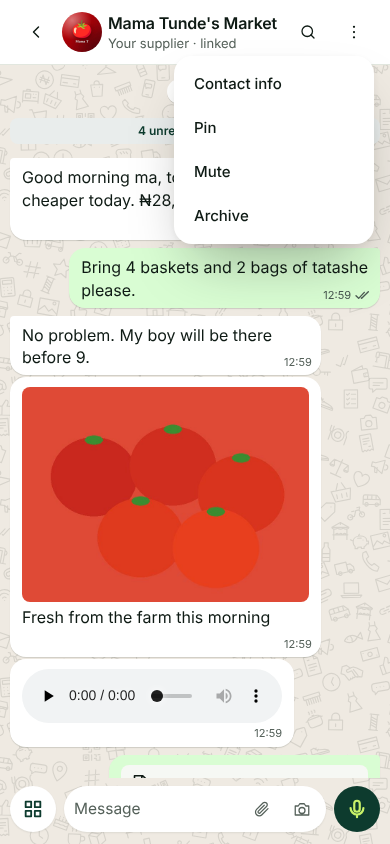 Mama Tunde's Market
Your supplier · linked
Contact info
Pin
Mute
Archive
4 unre
Good morning ma, to
cheaper today. ₦28,
Bring 4 baskets and 2 bags of tatashe
please.
12:59
No problem. My boy will be there
before 9.
12:59
Fresh from the farm this morning
12:59
0:00 / 0:00
12:59
Message